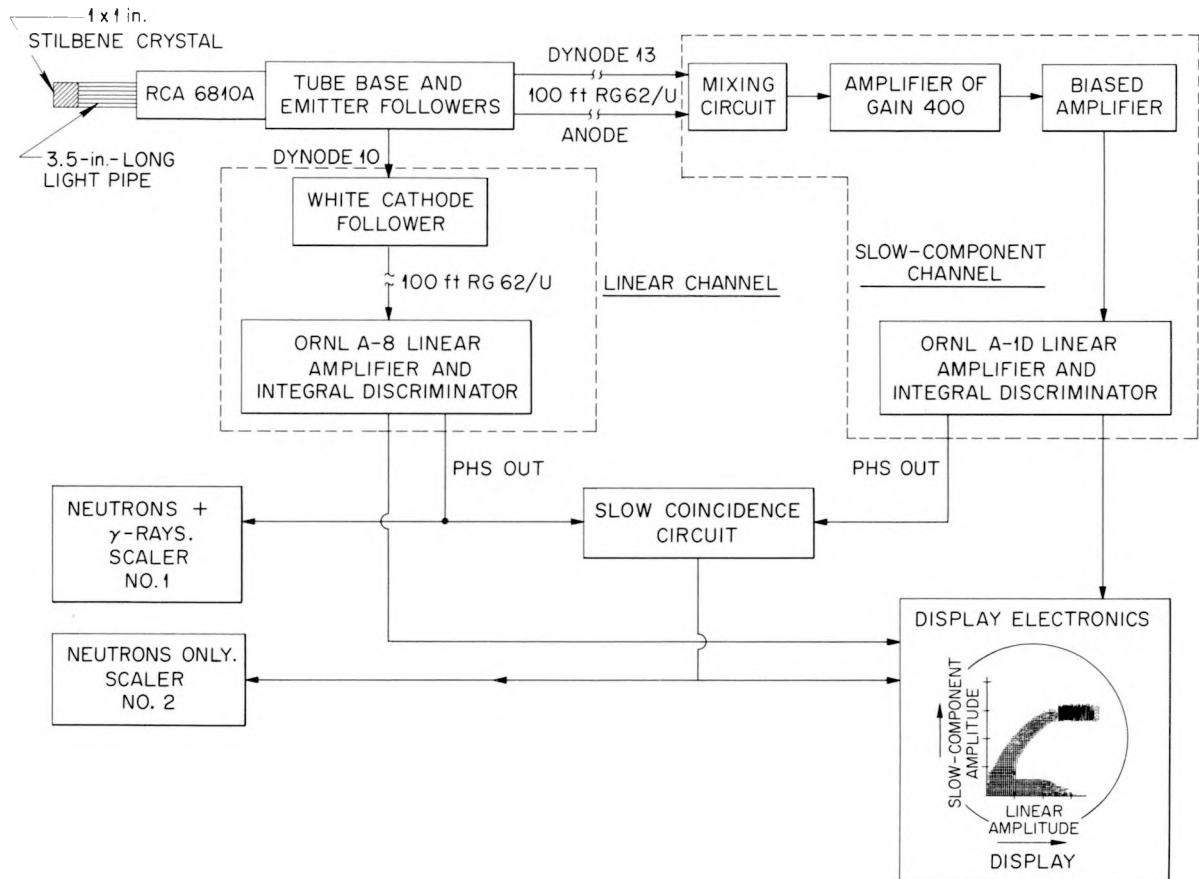 1 x 1 in.
STILBENE CRYSTAL
RCA 6810A
3.5-in.-LONG
LIGHT PIPE
TUBE BASE AND
EMITTER FOLLOWERS
DYNODE 13
100 ft RG 62/U
ANODE
MIXING
CIRCUIT
AMPLIFIER OF
GAIN 400
BIASED
AMPLIFIER
DYNODE 10
WHITE CATHODE
FOLLOWER
100 ft RG 62/U
LINEAR CHANNEL
ORNL A-8 LINEAR
AMPLIFIER AND
INTEGRAL DISCRIMINATOR
SLOW-COMPONENT
CHANNEL
ORNL A-1D LINEAR
AMPLIFIER AND
INTEGRAL DISCRIMINATOR
PHS OUT
PHS OUT
NEUTRONS +
γ-RAYS.
SCALER
NO. 1
SLOW COINCIDENCE
CIRCUIT
NEUTRONS ONLY.
SCALER
NO. 2
DISPLAY ELECTRONICS
SLOW-COMPONENT
AMPLITUDE
LINEAR
AMPLITUDE
DISPLAY